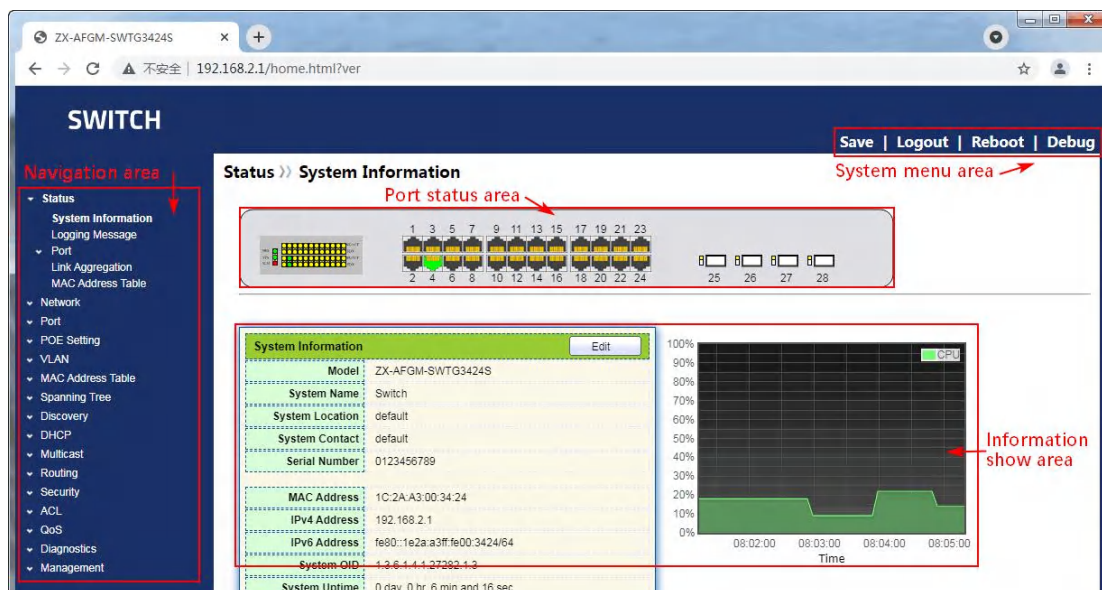 ZX-AFGM-SWTG3424S
不安全 | 192.168.2.1/home.html?ver
SWITCH
Save | Logout | Reboot | Debug
Navigation area
Status » System Information
System menu area
Port status area
Status
System Information
Logging Message
Port
Link Aggregation
MAC Address Table
Network
Port
POE Setting
VLAN
MAC Address Table
Spanning Tree
Discovery
DHCP
Multicast
Routing
Security
ACL
QoS
Diagnostics
Management
1 3 5 7 9 11 13 15 17 19 21 23
2 4 6 8 10 12 14 16 18 20 22 24 25 26 27 28
System Information Edit
Model ZX-AFGM-SWTG3424S
System Name Switch
System Location default
System Contact default
Serial Number 0123456789
MAC Address 1C:2A:A3:00:34:24
IPv4 Address 192.168.2.1
IPv6 Address fe80::1e2a:a3ff:fe00:3424/64
System OID 1.3.6.1.4.1.27282.1.3
System Uptime 0 day, 0 hr, 6 min and 16 sec
CPU
100%
90%
80%
70%
60%
50%
40%
30%
20%
10%
0%
08:02:00 08:03:00 08:04:00 08:05:00
Time
Information
show area